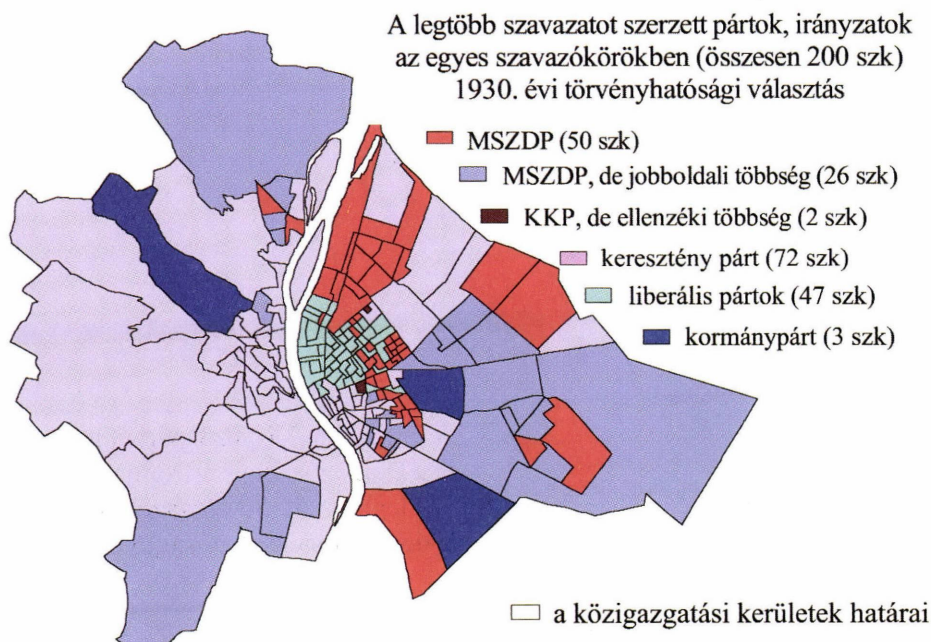 A legtöbb szavazatot szerzett pártok, irányzatok
az egyes szavazókörökben (összesen 200 szk)
1930. évi törvényhatósági választás
MSZDP (50 szk)
MSZDP, de jobboldali többség (26 szk)
KKP, de ellenzéki többség (2 szk)
keresztény párt (72 szk)
liberális pártok (47 szk)
kormánypárt (3 szk)
a közigazgatási kerületek határai